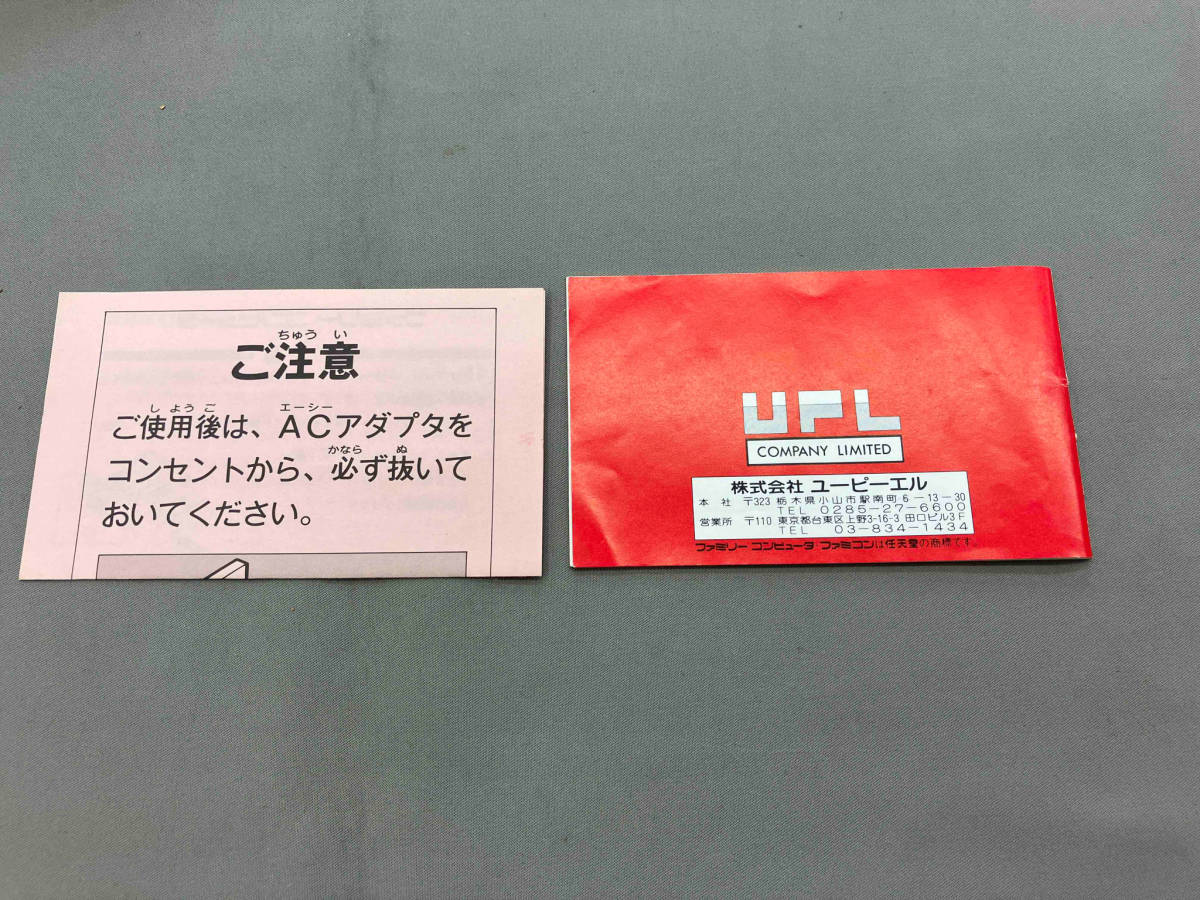 ちゅう い
ご注意
し よう ご エーシー
ご使用後は、ACアダプタを
かなら ぬ
コンセントから、必ず抜いて
おいてください。
UPL
COMPANY LIMITED
株式会社 ユーピーエル
本 社 〒323 栃木県小山市駅南町6-13-30
TEL 0285-27-6600
営業所 〒110 東京都台東区上野3-16-3 田口ビル3F
TEL 03-834-1434
ファミリー コンピュータ ファミコンは任天堂の商標です